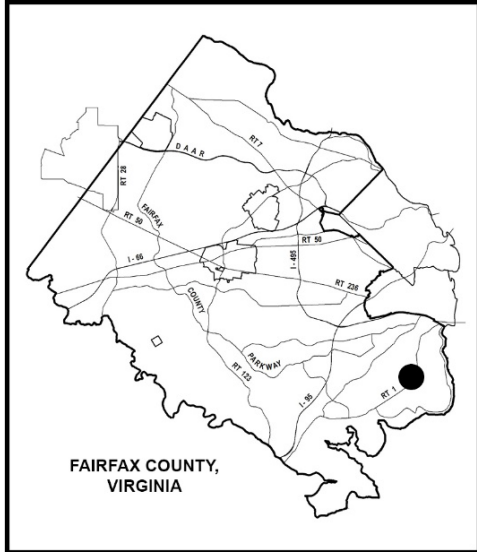 RT 7
DAAR
RT 28
FAIRFAX
RT 50
RT 50
I - 66
I - 495
RT 236
COUNTY
PARKWAY
RT 123
I - 95
RT 1
FAIRFAX COUNTY,
VIRGINIA